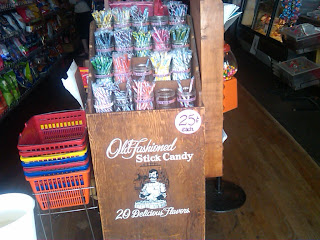 25¢
each
Old Fashioned
Stick Candy
20 Delicious Flavors